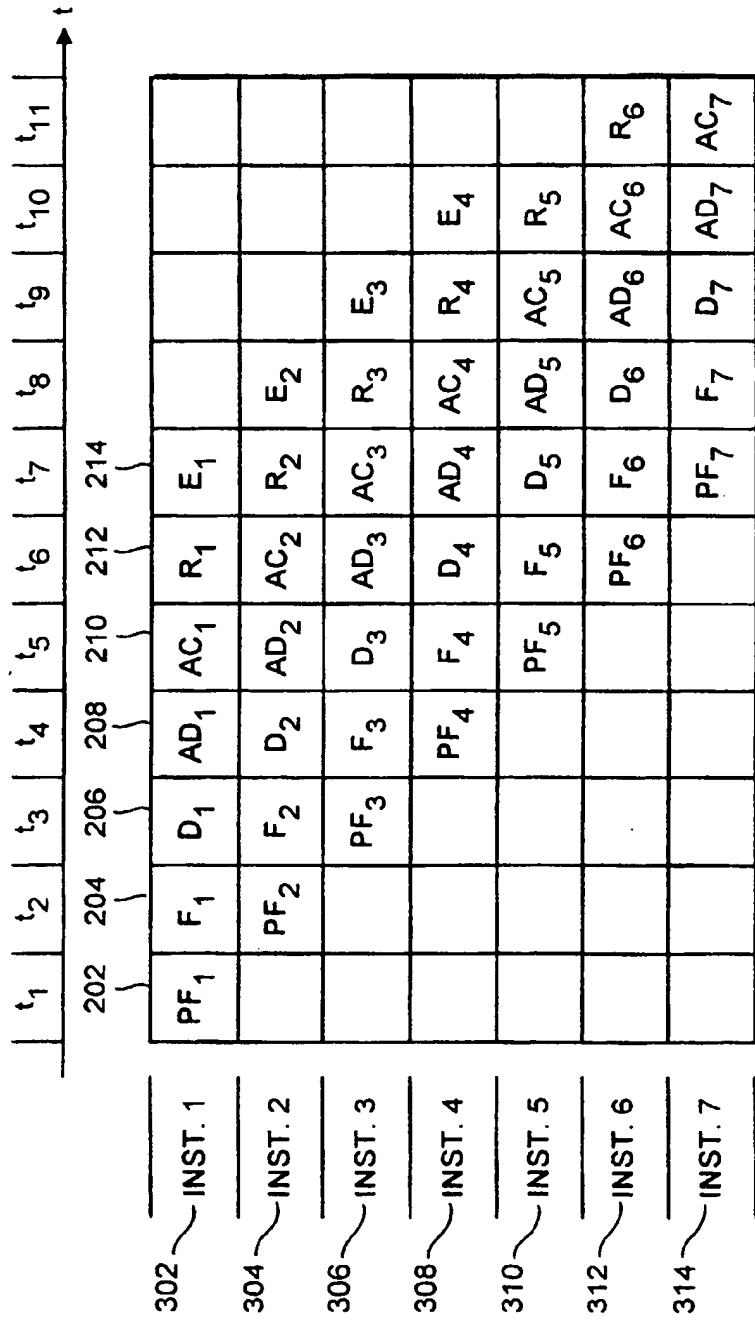 t1 t2 t3 t4 t5 t6 t7 t8 t9 t10 t11 t
202 204 206 208 210 212 214
302 INST. 1 PF1 F1 D1 AD1 AC1 R1 E1
304 INST. 2 PF2 F2 D2 AD2 AC2 R2 E2
306 INST. 3 PF3 F3 D3 AD3 AC3 R3 E3
308 INST. 4 PF4 F4 D4 AD4 AC4 R4 E4
310 INST. 5 PF5 F5 D5 AD5 AC5 R5
312 INST. 6 PF6 F6 D6 AD6 AC6 R6
314 INST. 7 PF7 F7 D7 AD7 AC7